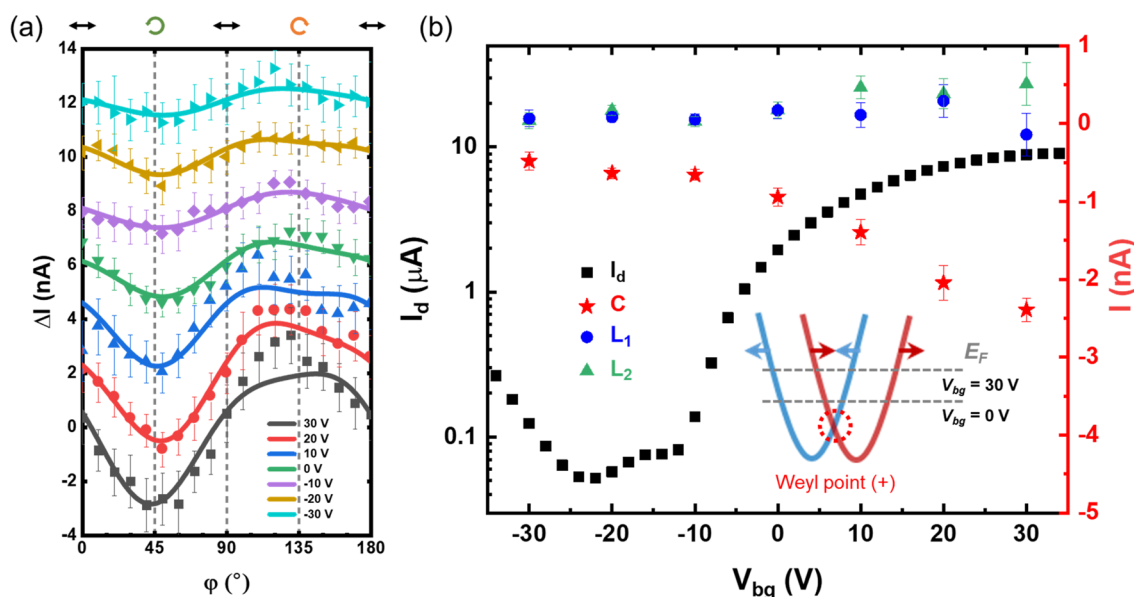 (a)
14
12
10
8
6
4
2
0
-2
-4
ΔI (nA)
30 V
20 V
10 V
0 V
-10 V
-20 V
-30 V
0
45
90
135
180
φ (°)
(b)
10
1
0.1
I_d (µA)
I_d
C
L₁
L₂
E_F
V_bg = 30 V
V_bg = 0 V
Weyl point (+)
1
0
-1
-2
-3
-4
-5
I (nA)
-30
-20
-10
0
10
20
30
V_bg (V)